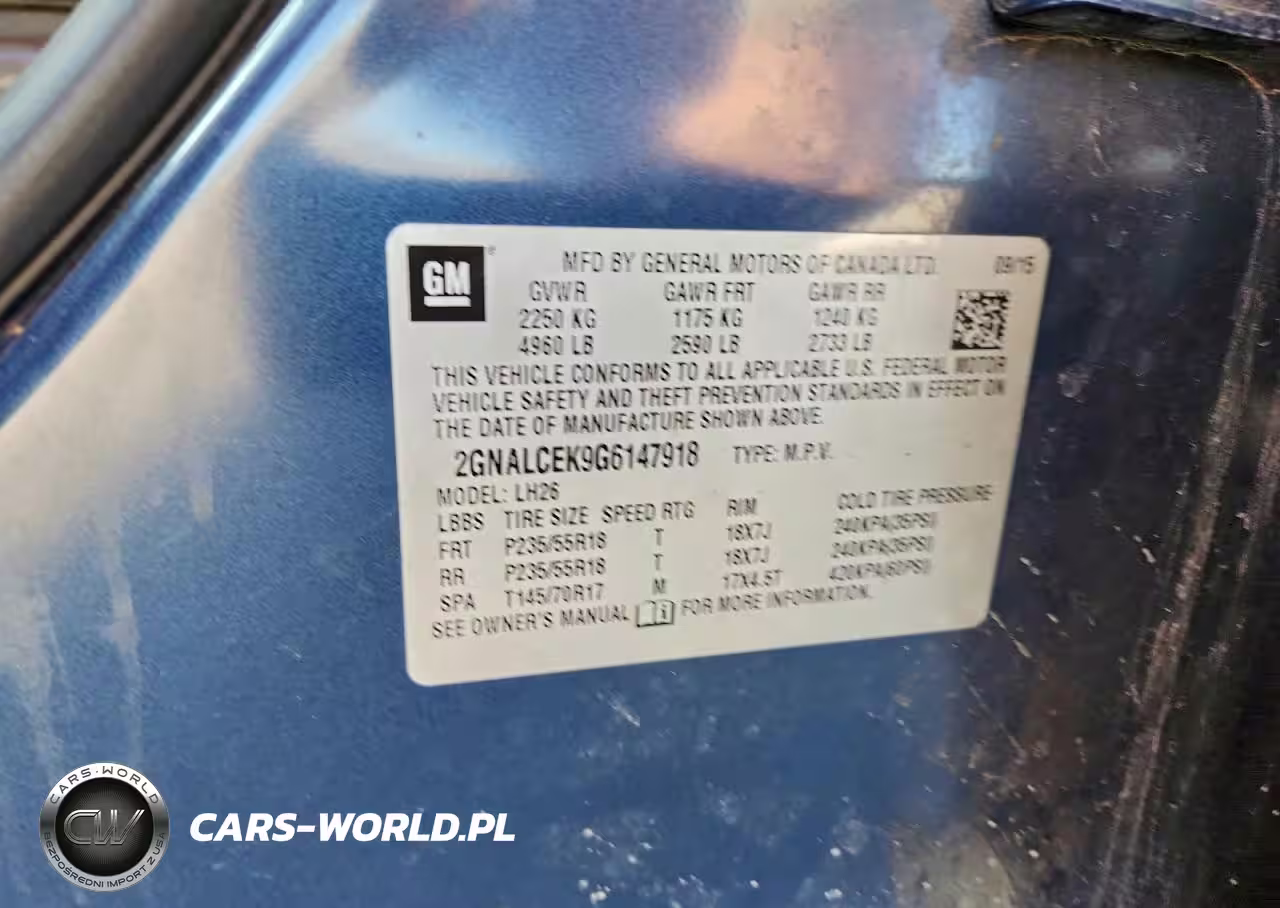 GM
MFD BY GENERAL MOTORS OF CANADA LTD. 09/15
GVWR GAWR FRT GAWR RR
2250 KG 1175 KG 1240 KG
4960 LB 2590 LB 2733 LB
THIS VEHICLE CONFORMS TO ALL APPLICABLE U.S. FEDERAL MOTOR
VEHICLE SAFETY AND THEFT PREVENTION STANDARDS IN EFFECT ON
THE DATE OF MANUFACTURE SHOWN ABOVE.
2GNALCEK9G6147918 TYPE: M.P.V.
MODEL: LH26
LBBS TIRE SIZE SPEED RTG RIM COLD TIRE PRESSURE
FRT P235/55R18 T 18X7J 240KPA(35PSI)
RR P235/55R18 T 18X7J 240KPA(35PSI)
SPA T145/70R17 M 17X4.5T 420KPA(60PSI)
SEE OWNER'S MANUAL FOR MORE INFORMATION.
CARS-WORLD
CW
BEZPOŚREDNI IMPORT Z USA
CARS-WORLD.PL